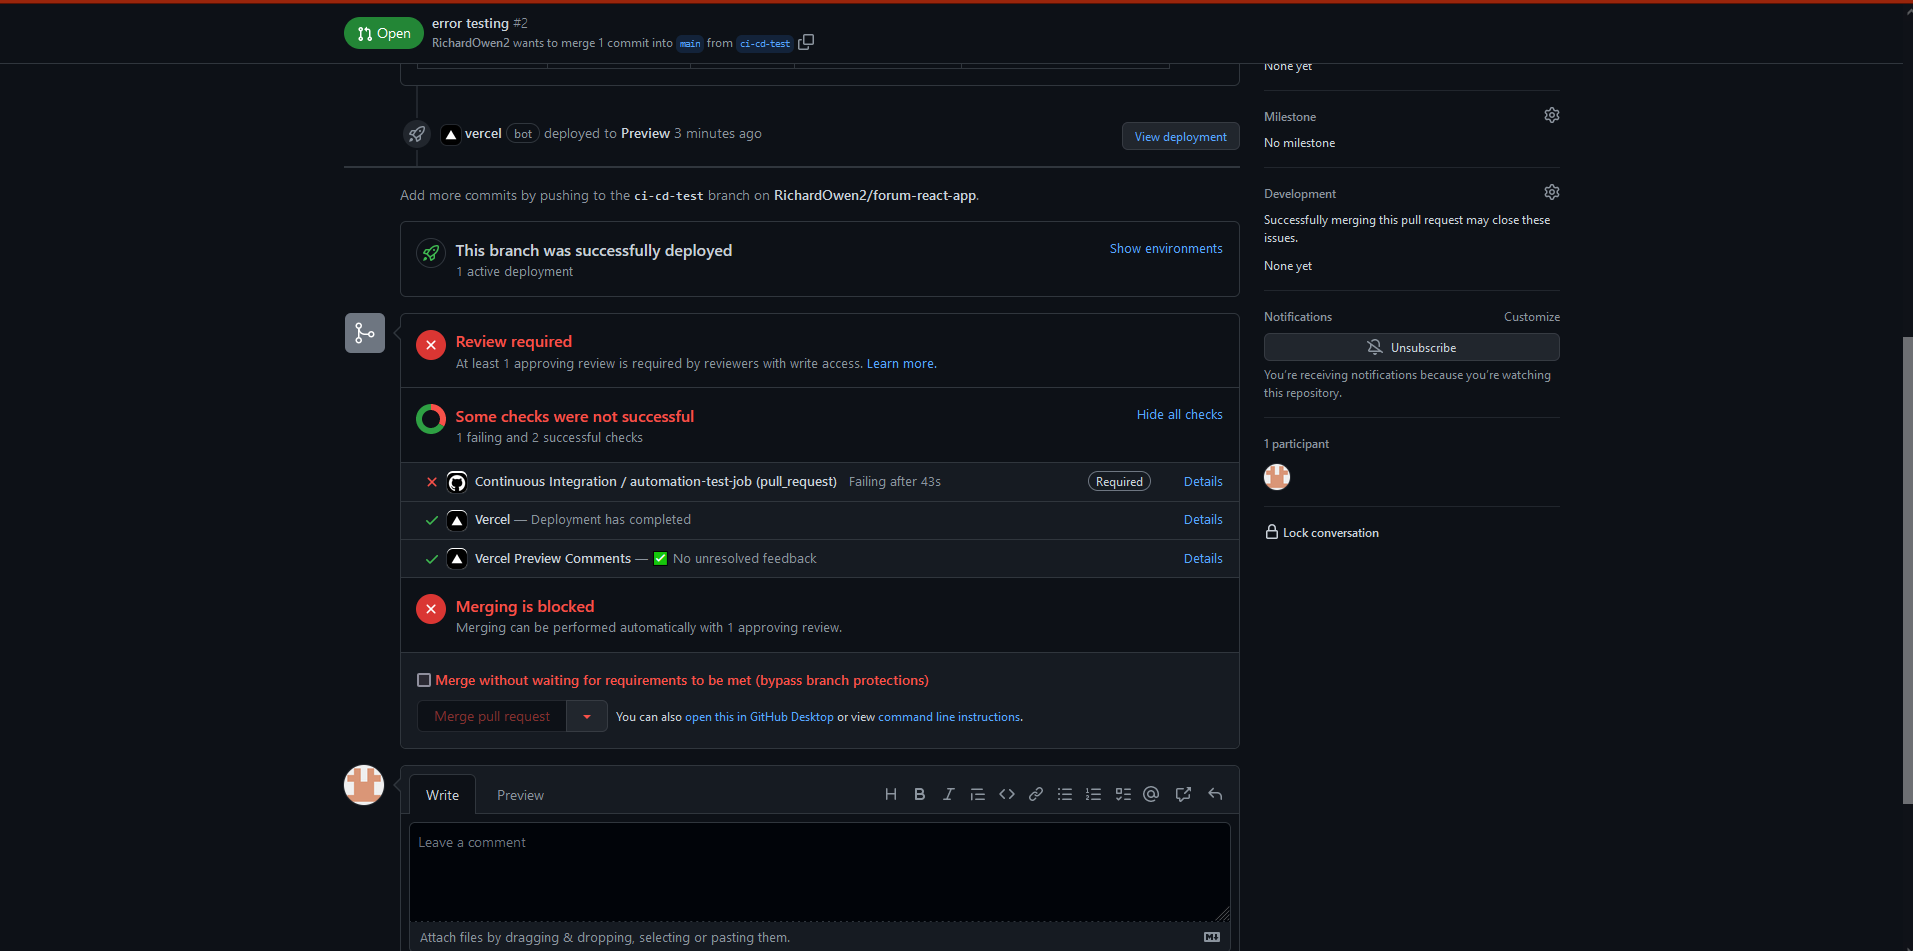 Open
error testing #2
RichardOwen2 wants to merge 1 commit into main from ci-cd-test
vercel bot deployed to Preview 3 minutes ago
View deployment
Add more commits by pushing to the ci-cd-test branch on RichardOwen2/forum-react-app.
This branch was successfully deployed
1 active deployment
Show environments
Review required
At least 1 approving review is required by reviewers with write access. Learn more.
Some checks were not successful
1 failing and 2 successful checks
Hide all checks
Continuous Integration / automation-test-job (pull_request) Failing after 43s Required Details
Vercel — Deployment has completed Details
Vercel Preview Comments — ✅ No unresolved feedback Details
Merging is blocked
Merging can be performed automatically with 1 approving review.
Merge without waiting for requirements to be met (bypass branch protections)
Merge pull request
You can also open this in GitHub Desktop or view command line instructions.
Write Preview
Leave a comment
Attach files by dragging & dropping, selecting or pasting them.
None yet
Milestone
No milestone
Development
Successfully merging this pull request may close these
issues.
None yet
Notifications Customize
Unsubscribe
You're receiving notifications because you're watching
this repository.
1 participant
Lock conversation